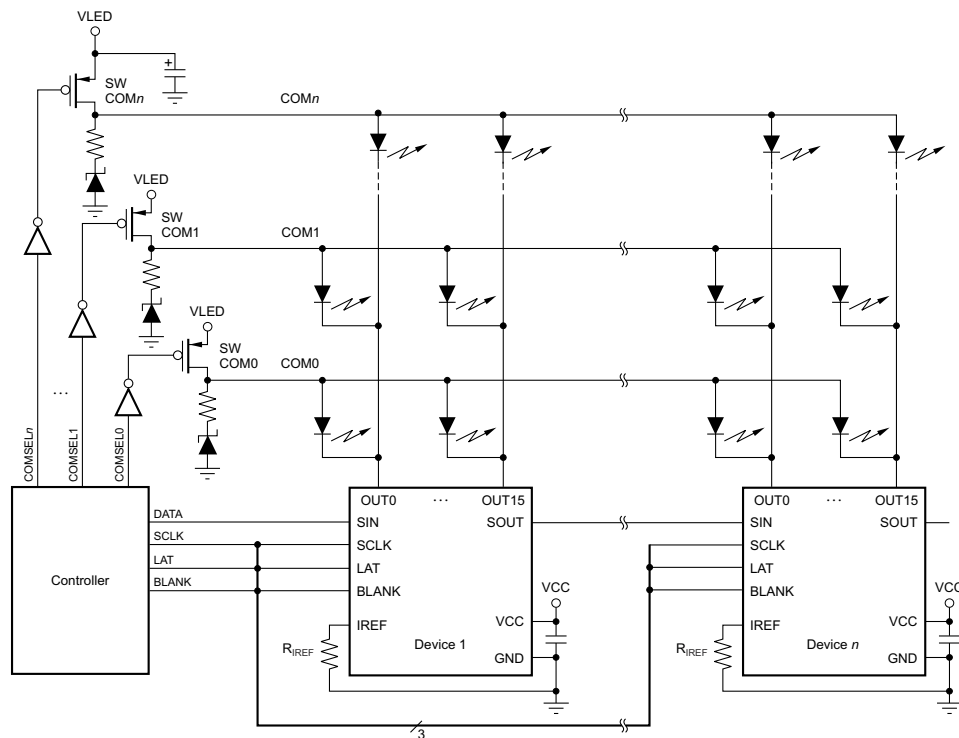 VLED
SW
COMn
COMn
VLED
SW
COM1
COM1
VLED
SW
COM0
COM0
...
COMSELn
COMSEL1
COMSEL0
OUT0 ... OUT15
OUT0 ... OUT15
Controller
DATA
SCLK
LAT
BLANK
SIN
SCLK
LAT
BLANK
IREF
SOUT
VCC
GND
Device 1
RIREF
VCC
SIN
SCLK
LAT
BLANK
IREF
SOUT
VCC
GND
Device n
RIREF
VCC
3